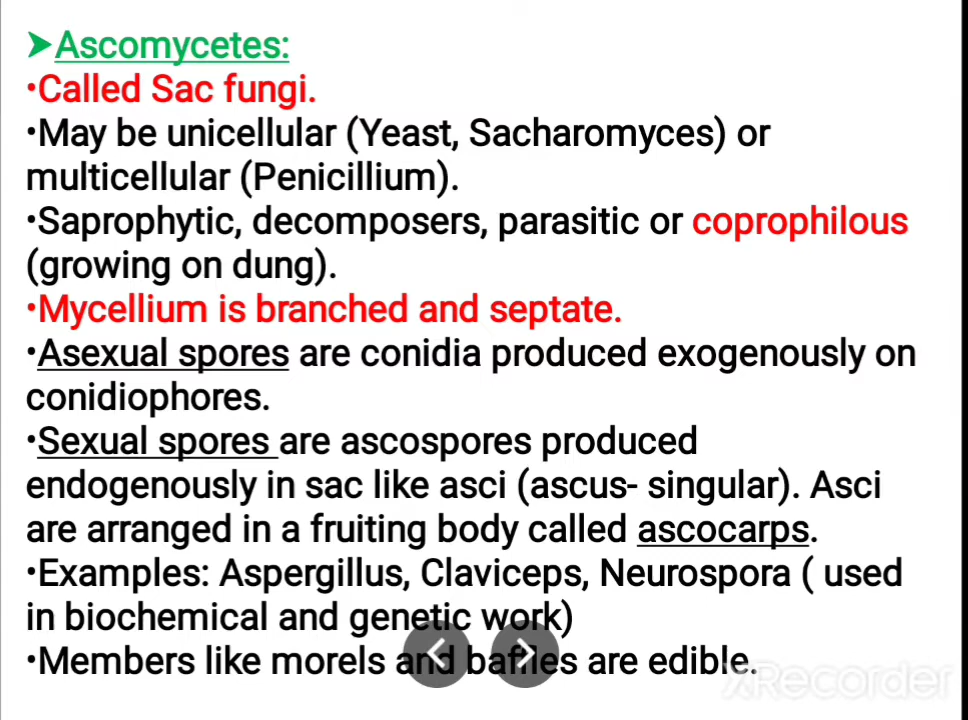 ➤Ascomycetes:
•Called Sac fungi.
•May be unicellular (Yeast, Sacharomyces) or
multicellular (Penicillium).
•Saprophytic, decomposers, parasitic or coprophilous
(growing on dung).
•Mycellium is branched and septate.
•Asexual spores are conidia produced exogenously on
conidiophores.
•Sexual spores are ascospores produced
endogenously in sac like asci (ascus- singular). Asci
are arranged in a fruiting body called ascocarps.
•Examples: Aspergillus, Claviceps, Neurospora ( used
in biochemical and genetic work)
•Members like morels and are edible.
XRecorder